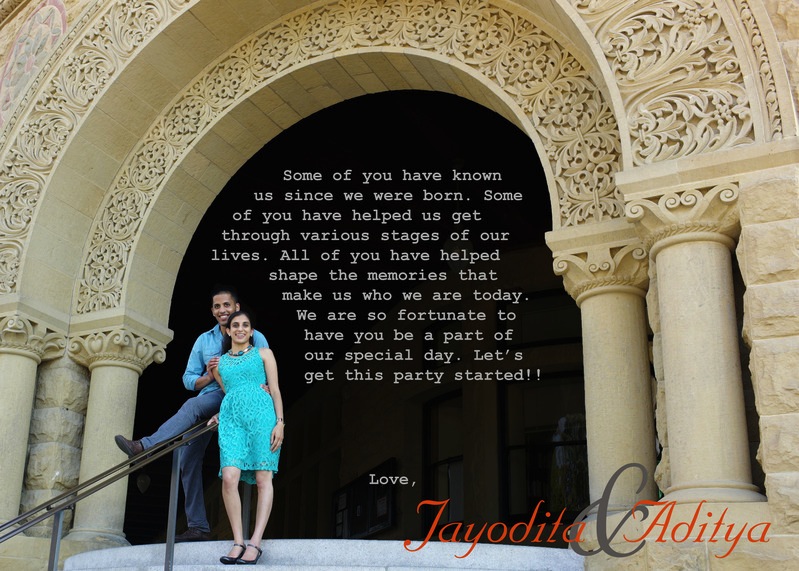 Some of you have known
us since we were born. Some
of you have helped us get
through various stages of our
lives. All of you have helped
shape the memories that
make us who we are today.
We are so fortunate to
have you be a part of
our special day. Let's
get this party started!!
Love,
Jayodita & Aditya